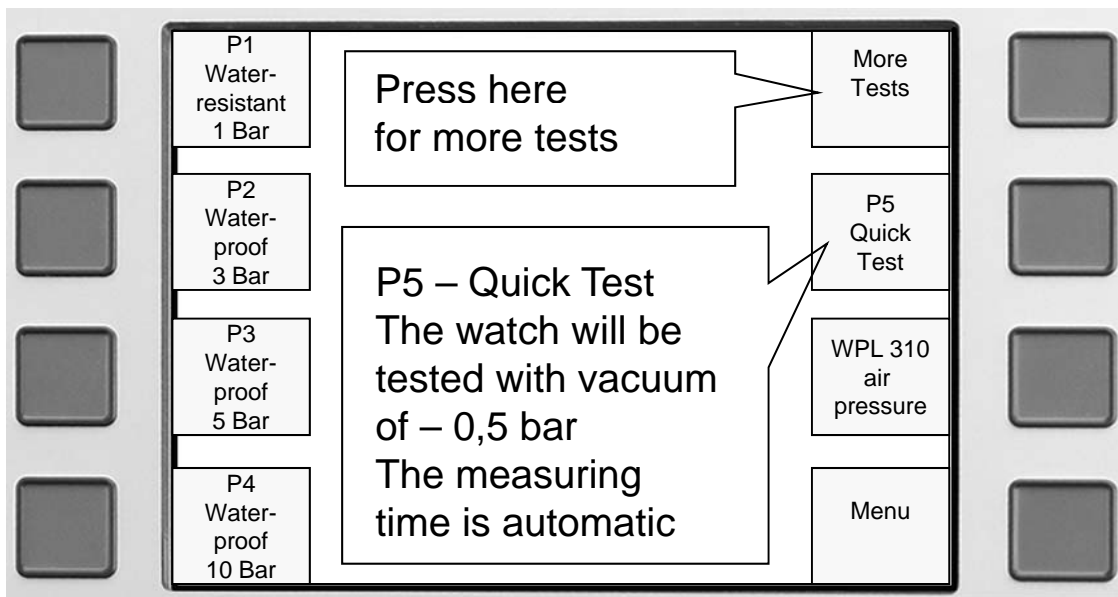 P1
Water-
resistant
1 Bar
P2
Water-
proof
3 Bar
P3
Water-
proof
5 Bar
P4
Water-
proof
10 Bar
Press here
for more tests
P5 – Quick Test
The watch will be
tested with vacuum
of – 0,5 bar
The measuring
time is automatic
More
Tests
P5
Quick
Test
WPL 310
air
pressure
Menu